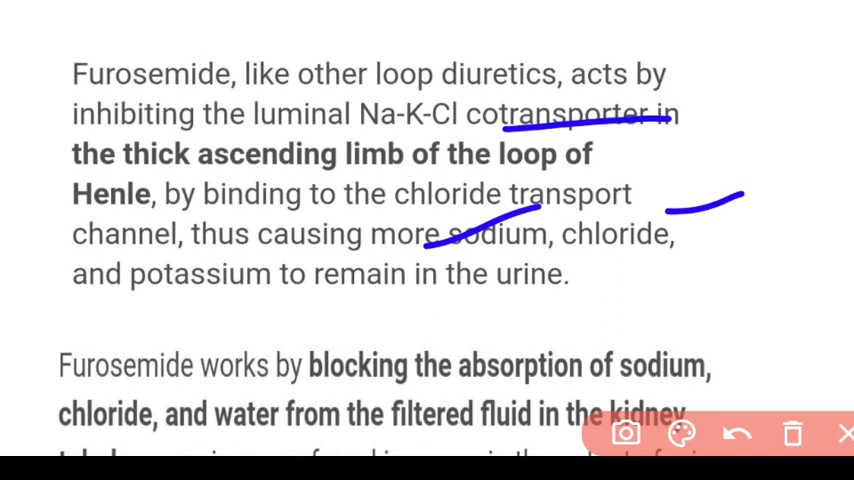 Furosemide, like other loop diuretics, acts by
inhibiting the luminal Na-K-Cl cotransporter in
the thick ascending limb of the loop of
Henle, by binding to the chloride transport
channel, thus causing more sodium, chloride,
and potassium to remain in the urine.
Furosemide works by blocking the absorption of sodium,
chloride, and water from the filtered fluid in the kidney